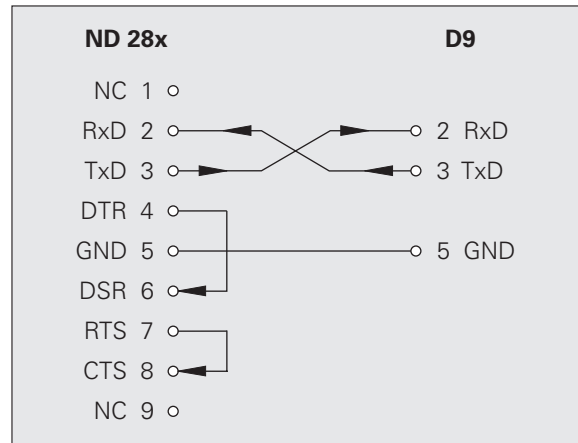 ND 28x D9
NC 1
RxD 2 2 RxD
TxD 3 3 TxD
DTR 4
GND 5 5 GND
DSR 6
RTS 7
CTS 8
NC 9